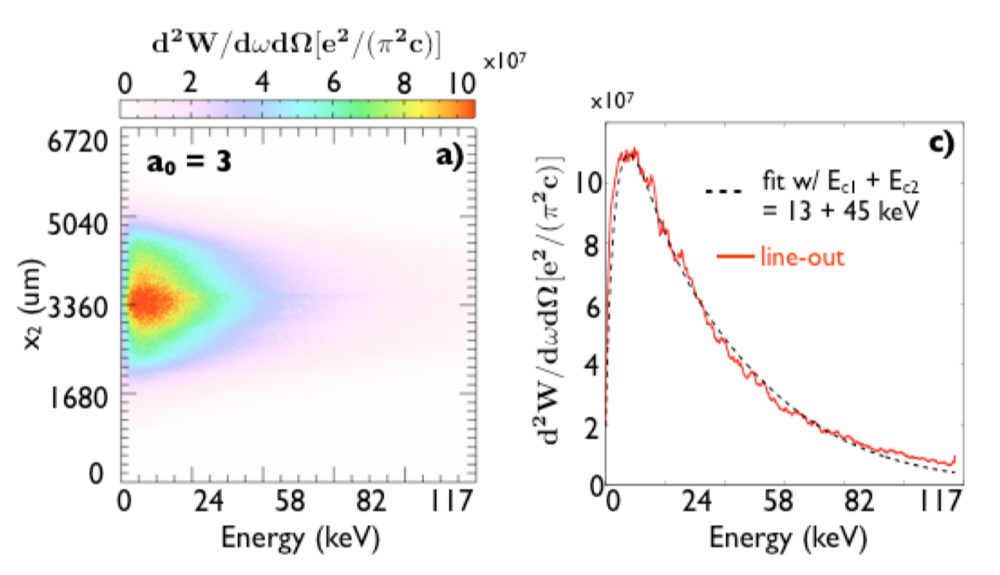 d²W/dωdΩ[e²/(π²c)]
x10⁷
0 2 4 6 8 10
a₀ = 3
a)
6720
5040
3360
1680
0
x₂ (um)
0 24 58 82 117
Energy (keV)
x10⁷
c)
fit w/ E_c1 + E_c2
= 13 + 45 keV
line-out
10
8
6
4
2
0
d²W/dωdΩ[e²/(π²c)]
0 24 58 82 117
Energy (keV)